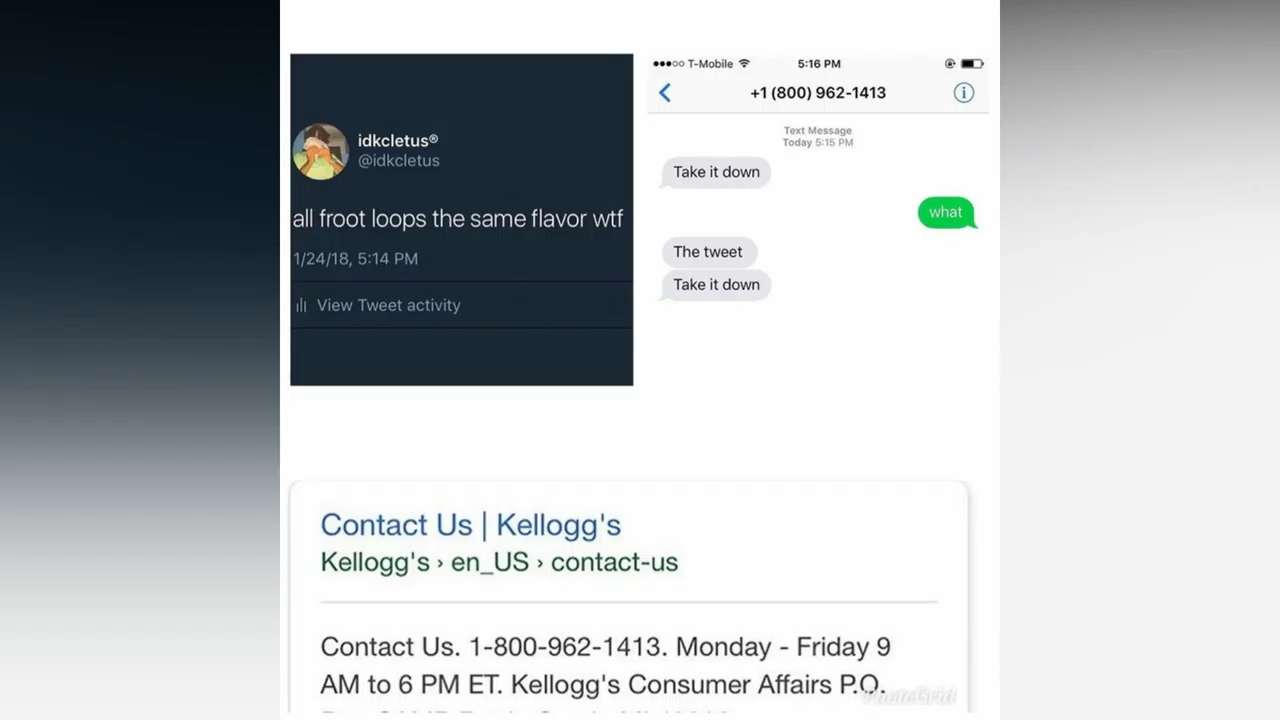 idkcletus®
@idkcletus
all froot loops the same flavor wtf
1/24/18, 5:14 PM
View Tweet activity
T-Mobile
5:16 PM
+1 (800) 962-1413
Text Message
Today 5:15 PM
Take it down
what
The tweet
Take it down
Contact Us | Kellogg's
Kellogg's › en_US › contact-us
Contact Us. 1-800-962-1413. Monday - Friday 9
AM to 6 PM ET. Kellogg's Consumer Affairs P.O.
PhotoGrid